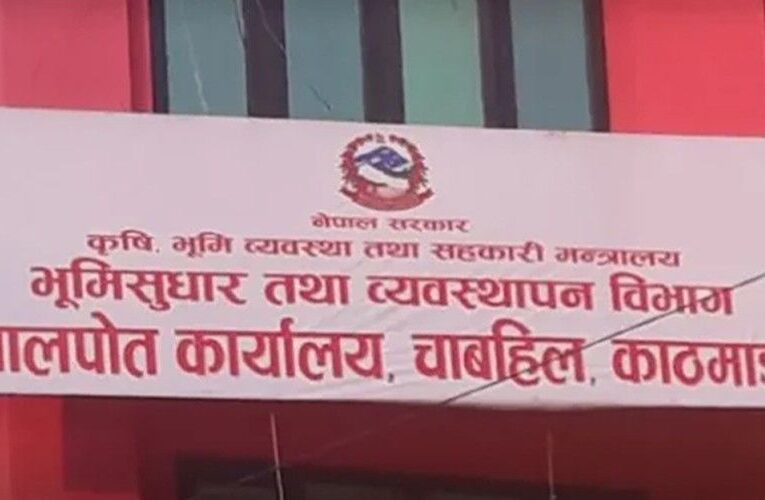 नेपाल सरकार
कृषि, भूमि व्यवस्था तथा सहकारी मन्त्रालय
भूमिसुधार तथा व्यवस्थापन विभाग
ालपोत कार्यालय, चाबहिल, काठमाड